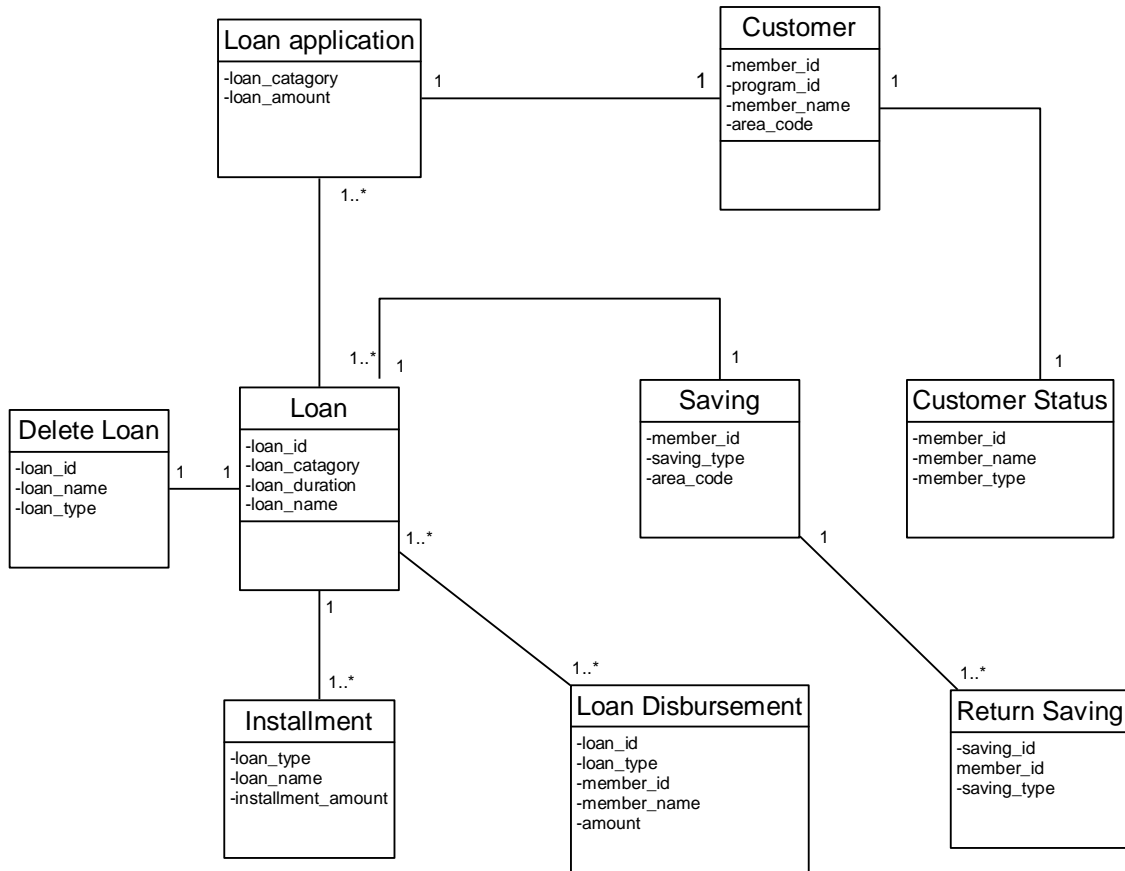 Loan application
-loan_catagory
-loan_amount
1
1
Customer
-member_id
-program_id
-member_name
-area_code
1
1..*
1..*
1
1
1
Delete Loan
-loan_id
-loan_name
-loan_type
1
1
Loan
-loan_id
-loan_catagory
-loan_duration
-loan_name
Saving
-member_id
-saving_type
-area_code
Customer Status
-member_id
-member_name
-member_type
1..*
1
1
1..*
1..*
1..*
Installment
-loan_type
-loan_name
-installment_amount
Loan Disbursement
-loan_id
-loan_type
-member_id
-member_name
-amount
Return Saving
-saving_id
member_id
-saving_type